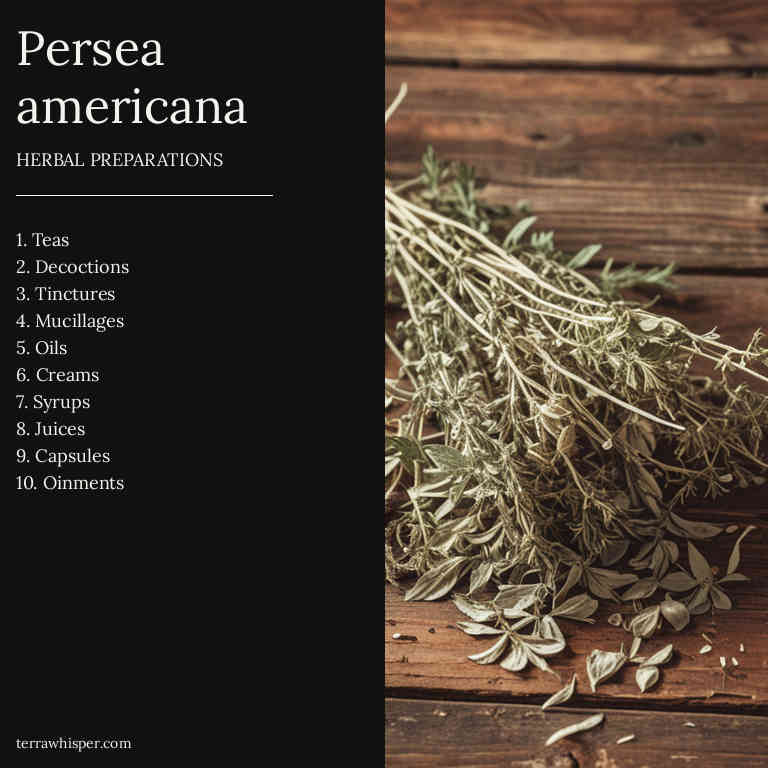 Persea
americana
HERBAL PREPARATIONS
1. Teas
2. Decoctions
3. Tinctures
4. Mucillages
5. Oils
6. Creams
7. Syrups
8. Juices
9. Capsules
10. Oinments
terrawhisper.com